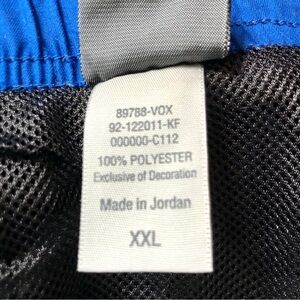 89788-VOX
92-122011-KF
000000-C112
100% POLYESTER
Exclusive of Decoration
Made in Jordan
XXL